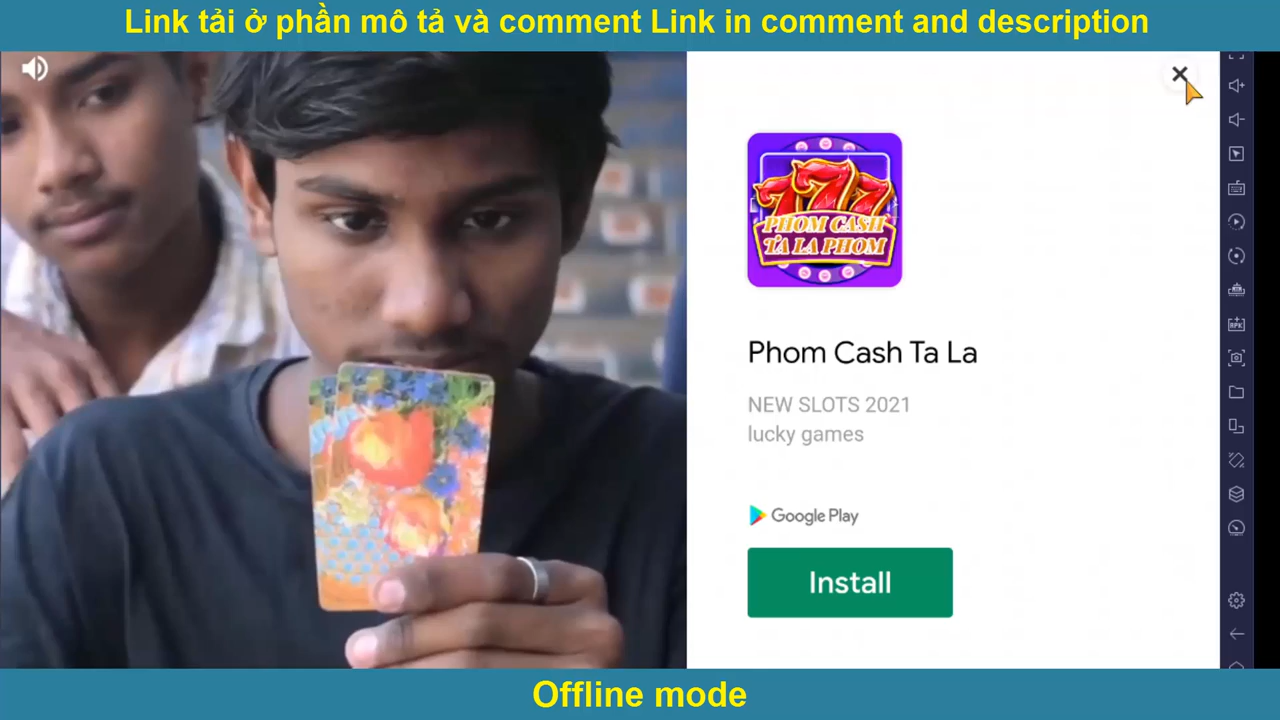 Link tải ở phần mô tả và comment Link in comment and description
777
PHOM CASH
TA LA PHOM
Phom Cash Ta La
NEW SLOTS 2021
lucky games
Google Play
Install
Offline mode